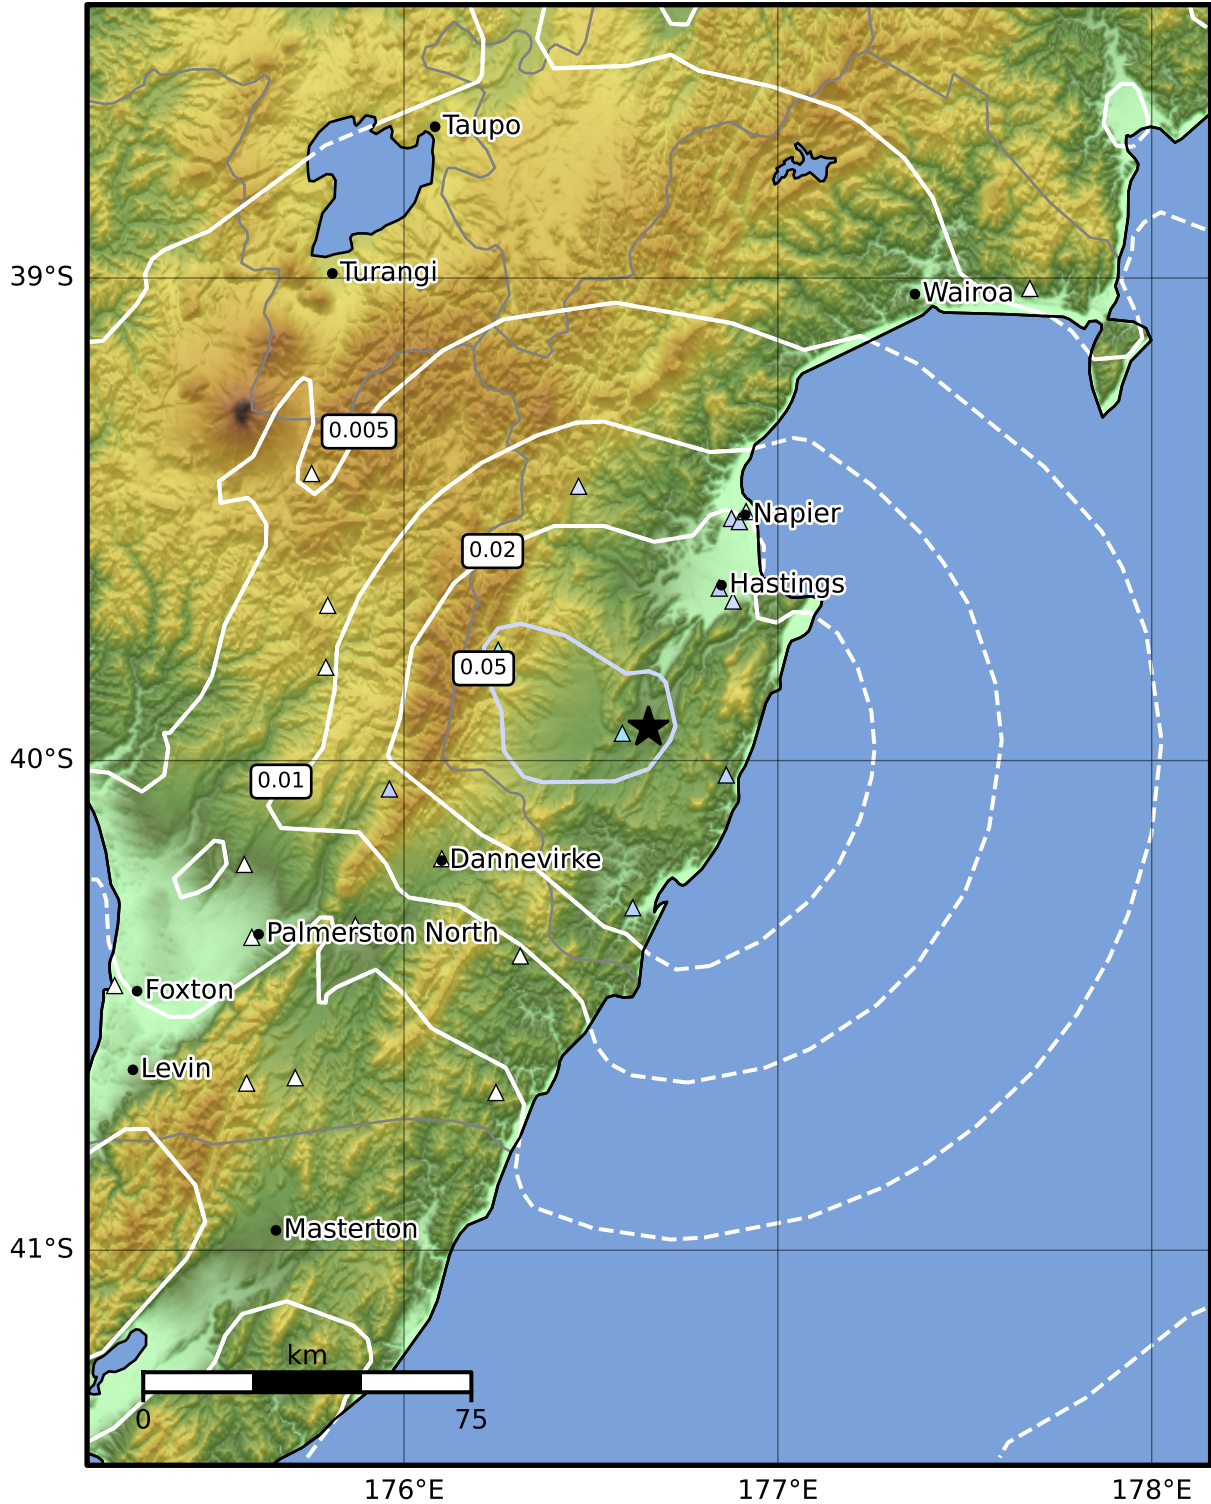 Taupo
Turangi
39°S
Wairoa
0.005
Napier
0.02
Hastings
0.05
40°S
0.01
Dannevirke
Palmerston North
Foxton
Levin
Masterton
41°S
km
0 75
176°E 177°E 178°E